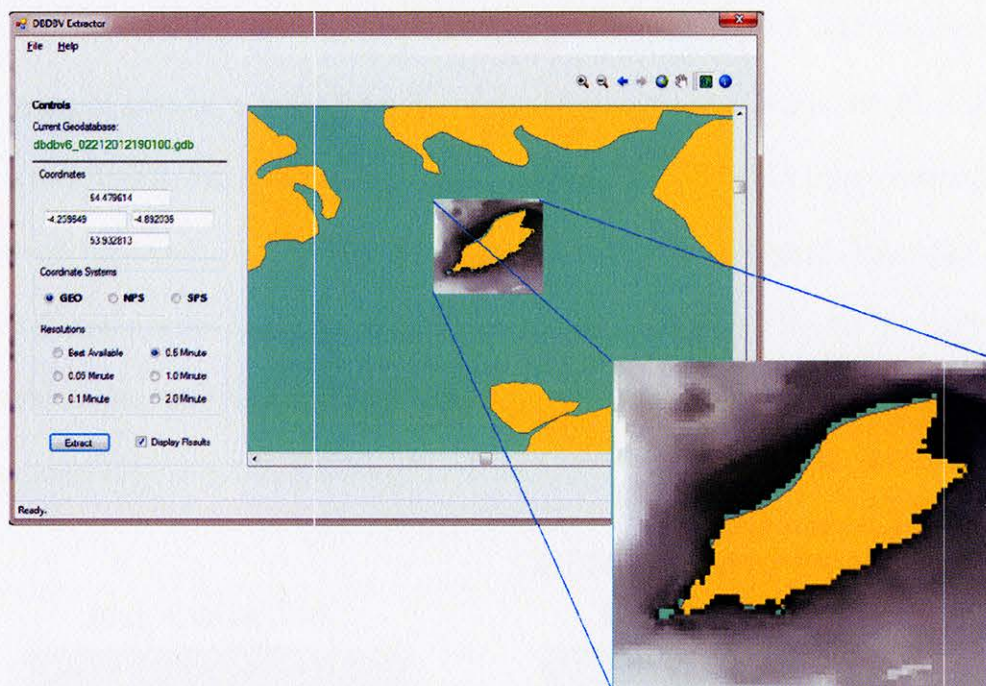 DBDBV Extractor
File Help
Controls
Current Geodatabase:
dbdbv6_02212012190100.gdb
Coordinates
54.479614
-4.239649 -4.892036
53.932813
Coordinate Systems
GEO NPS SPS
Resolutions
Best Available 0.5 Minute
0.05 Minute 1.0 Minute
0.1 Minute 2.0 Minute
Extract Display Results
Ready.